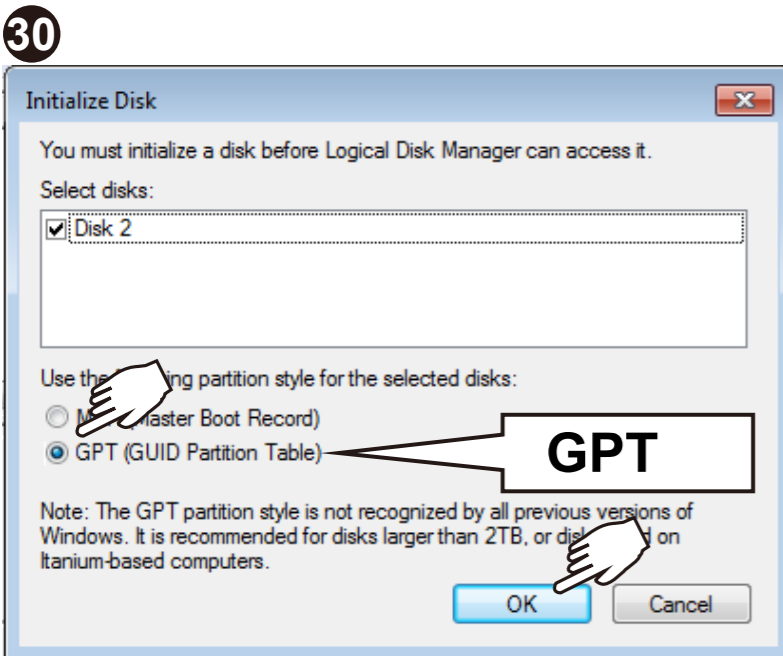 30
Initialize Disk
You must initialize a disk before Logical Disk Manager can access it.
Select disks:
Disk 2
Use the partition style for the selected disks:
(Master Boot Record)
GPT (GUID Partition Table)
GPT
Note: The GPT partition style is not recognized by all previous versions of
Windows. It is recommended for disks larger than 2TB, or on
Itanium-based computers.
OK
Cancel